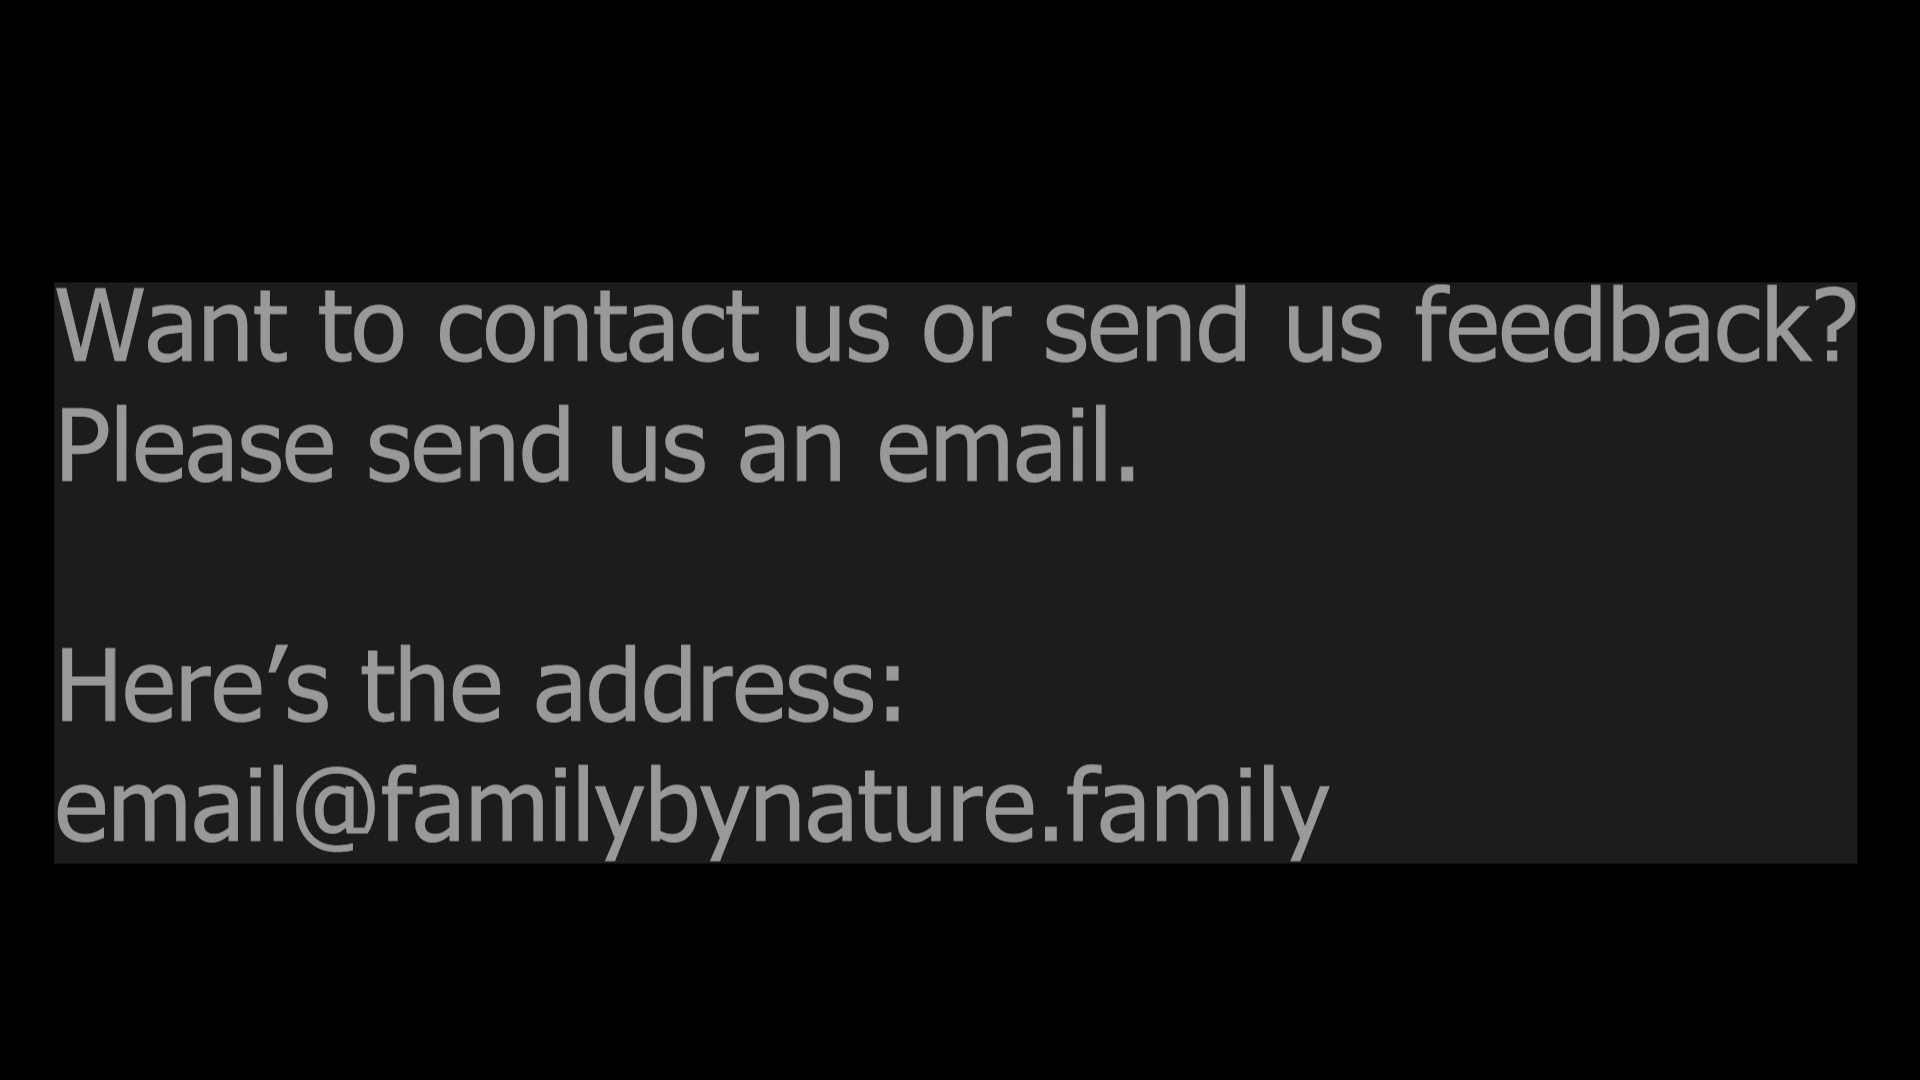 Want to contact us or send us feedback?
Please send us an email.
Here’s the address:
email@familybynature.family